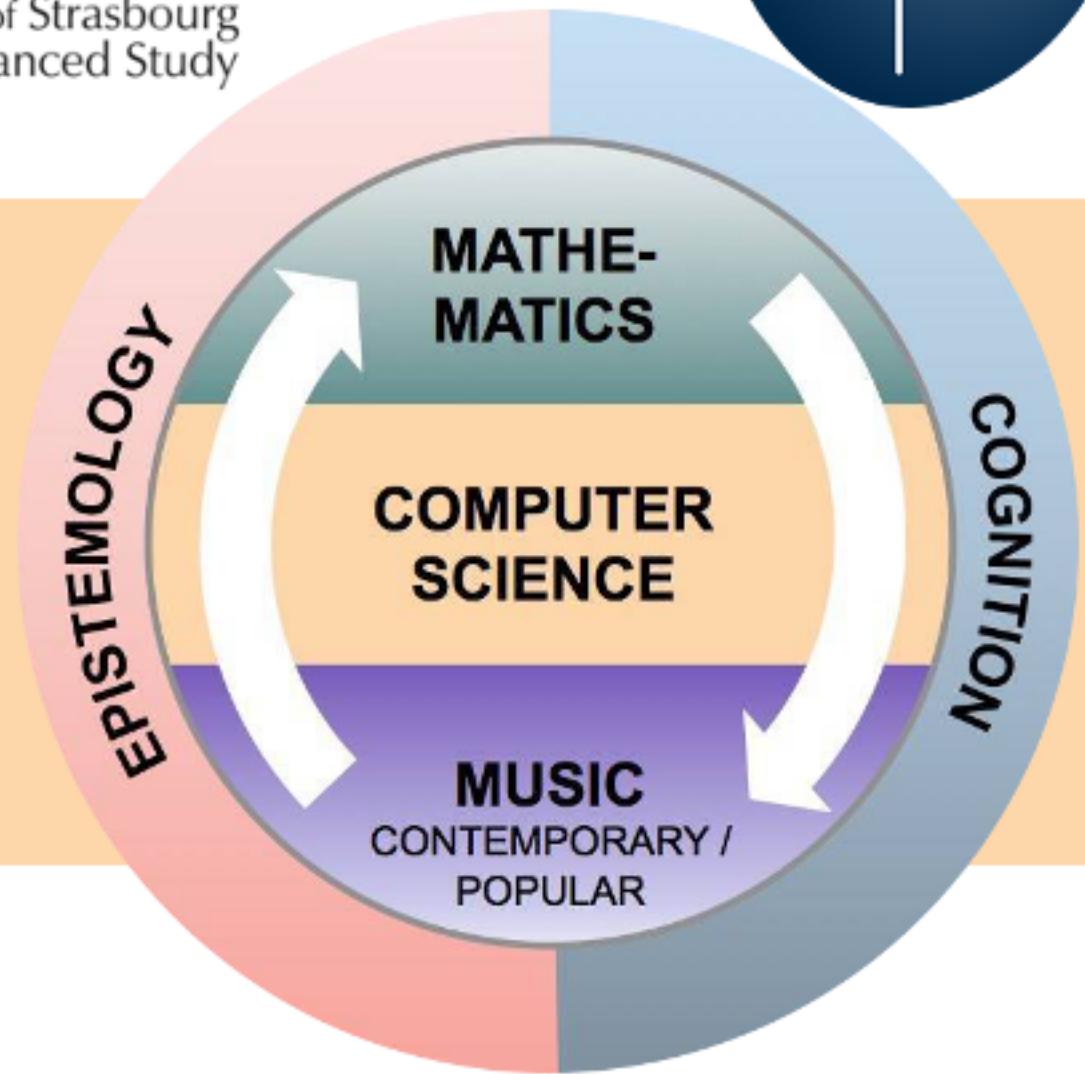 of Strasbourg
anced Study
MATHE-
MATICS
EPISTEMOLOGY
COGNITION
COMPUTER
SCIENCE
MUSIC
CONTEMPORARY /
POPULAR